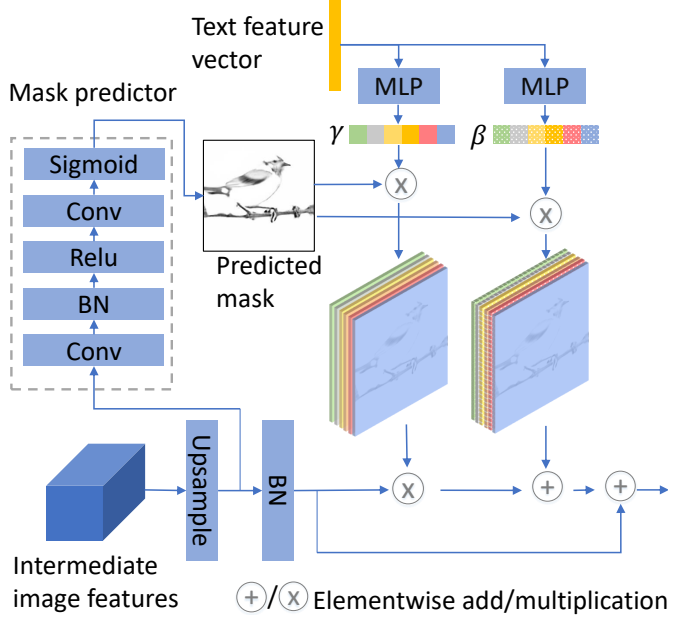 Text feature
vector
MLP
MLP
Mask predictor
γ
β
Sigmoid
Conv
Relu
BN
Conv
x
x
Predicted
mask
Upsample
BN
x
+
+
Intermediate
image features
+/x Elementwise add/multiplication